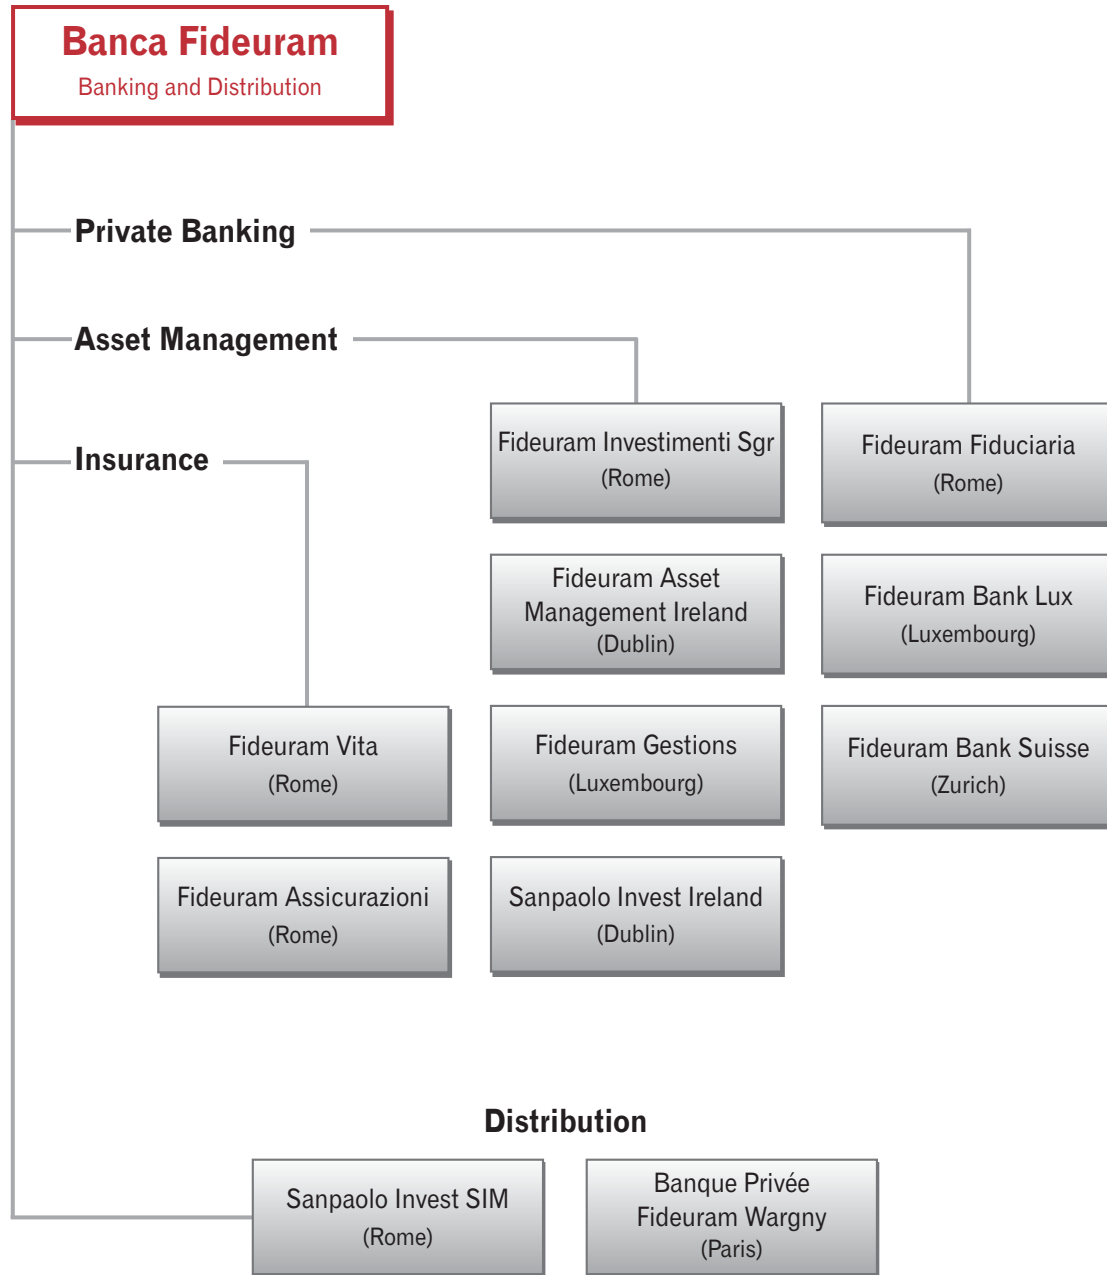 Banca Fideuram
Banking and Distribution
Private Banking
Asset Management
Insurance
Fideuram Investimenti Sgr
(Rome)
Fideuram Fiduciaria
(Rome)
Fideuram Asset
Management Ireland
(Dublin)
Fideuram Bank Lux
(Luxembourg)
Fideuram Vita
(Rome)
Fideuram Gestions
(Luxembourg)
Fideuram Bank Suisse
(Zurich)
Fideuram Assicurazioni
(Rome)
Sanpaolo Invest Ireland
(Dublin)
Distribution
Sanpaolo Invest SIM
(Rome)
Banque Privée
Fideuram Wargny
(Paris)